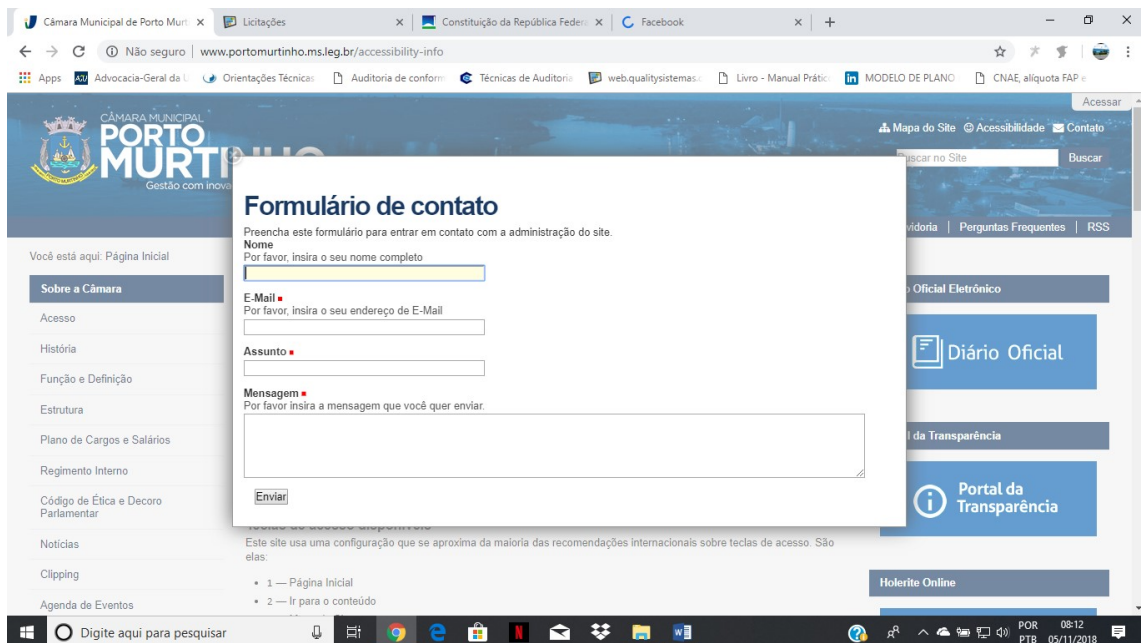 Câmara Municipal de Porto Murt
Licitações
Constituição da República Federa
Facebook
Não seguro | www.portomurtinho.ms.leg.br/accessibility-info
Apps
Advocacia-Geral da U
Orientações Técnicas
Auditoria de conform
Técnicas de Auditoria
web.qualitysistemas.c
Livro - Manual Prátic
MODELO DE PLANO
CNAE, alíquota FAP e
Acessar
CÂMARA MUNICIPAL
PORTO
MURTINHO
Gestão com inova
Mapa do Site Acessibilidade Contato
Buscar no Site
Buscar
vidoria | Perguntas Frequentes | RSS
Você está aqui: Página Inicial
Sobre a Câmara
Acesso
História
Função e Definição
Estrutura
Plano de Cargos e Salários
Regimento Interno
Código de Ética e Decoro
Parlamentar
Notícias
Clipping
Agenda de Eventos
Formulário de contato
Preencha este formulário para entrar em contato com a administração do site.
Nome
Por favor, insira o seu nome completo
E-Mail
Por favor, insira o seu endereço de E-Mail
Assunto
Mensagem
Por favor insira a mensagem que você quer enviar.
Enviar
Teclas de acesso disponíveis
Este site usa uma configuração que se aproxima da maioria das recomendações internacionais sobre teclas de acesso. São
elas:
1 — Página Inicial
2 — Ir para o conteúdo
Oficial Eletrônico
Diário Oficial
l da Transparência
Portal da
Transparência
Holerite Online
Digite aqui para pesquisar
POR
PTB
08:12
05/11/2018